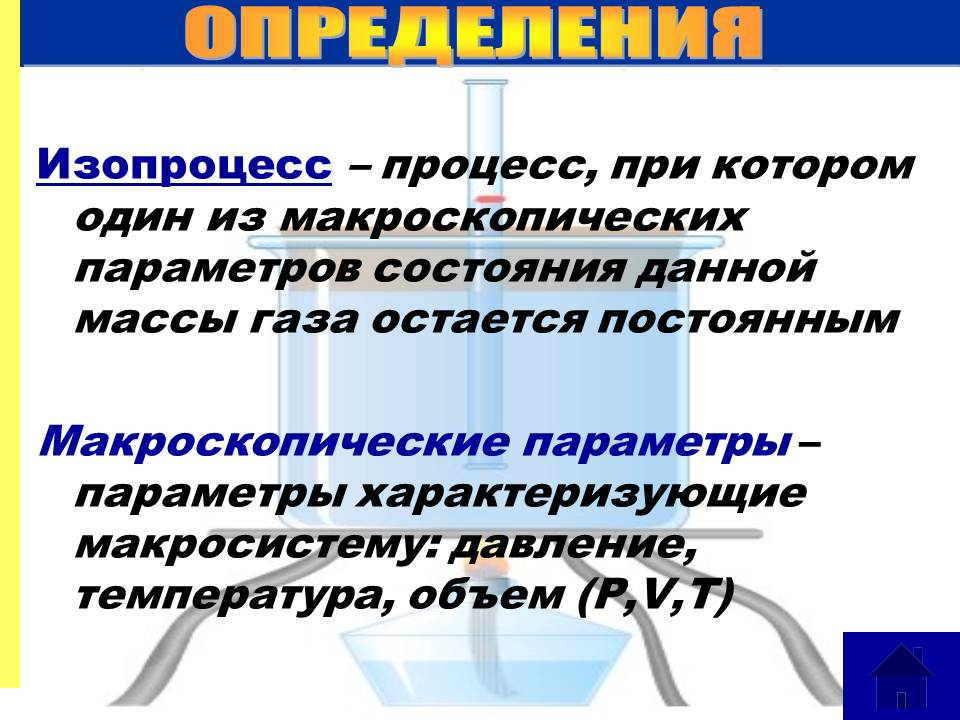 ОПРЕДЕЛЕНИЯ
Изопроцесс – процесс, при котором
один из макроскопических
параметров состояния данной
массы газа остается постоянным
Макроскопические параметры –
параметры характеризующие
макросистему: давление,
температура, объем (P,V,T)